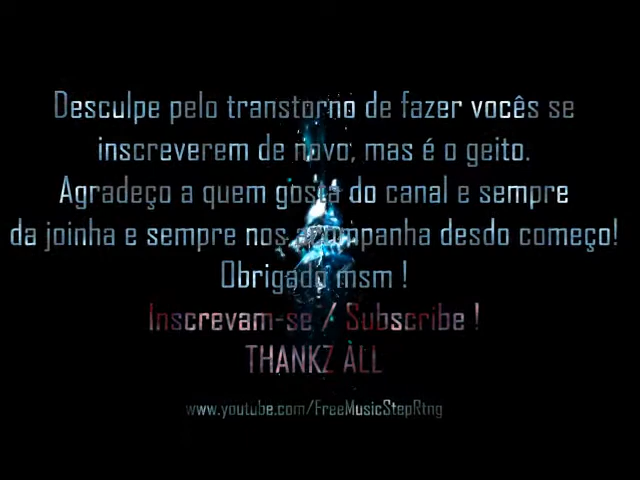 Desculpe pelo transtorno de fazer vocês se
inscreverem de novo, mas é o geito.
Agradeço a quem gosta do canal e sempre
da joinha e sempre nos acompanha desdo começo!
Obrigado msm !
Inscrevam-se / Subscribe !
THANKZ ALL
www.youtube.com/FreeMusicStepRtng